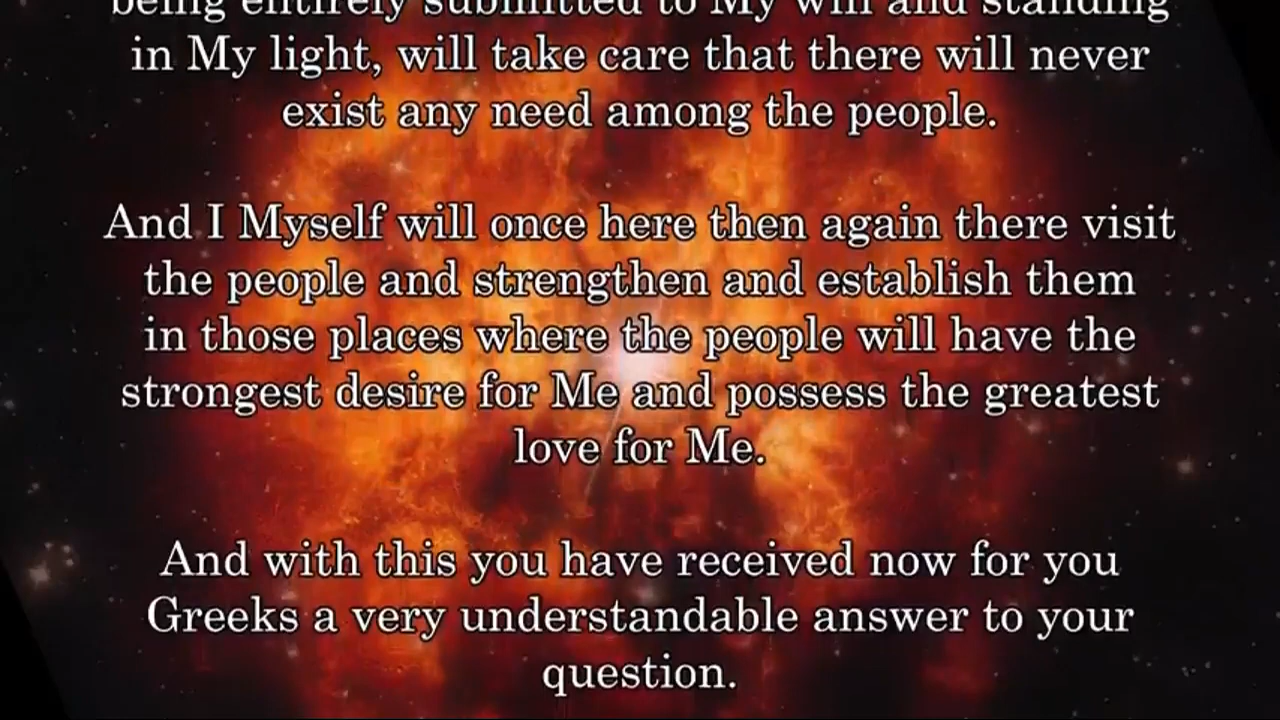 being entirely submitted to My will and standing
in My light, will take care that there will never
exist any need among the people.
And I Myself will once here then again there visit
the people and strengthen and establish them
in those places where the people will have the
strongest desire for Me and possess the greatest
love for Me.
And with this you have received now for you
Greeks a very understandable answer to your
question.